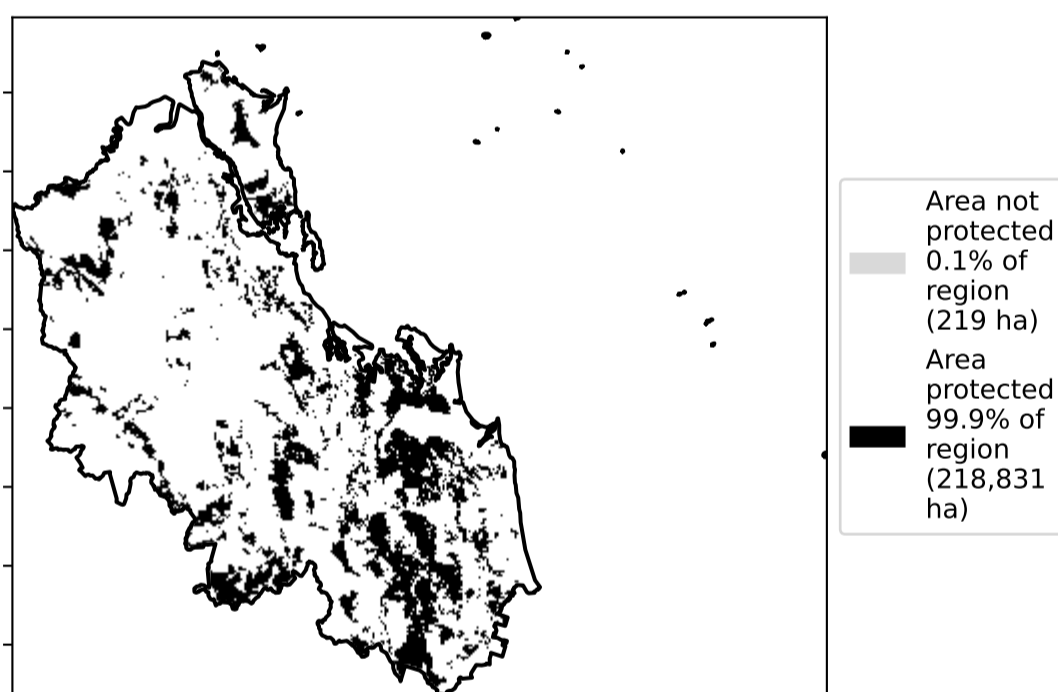 Area not
protected
0.1% of
region
(219 ha)
Area
protected
99.9% of
region
(218,831
ha)